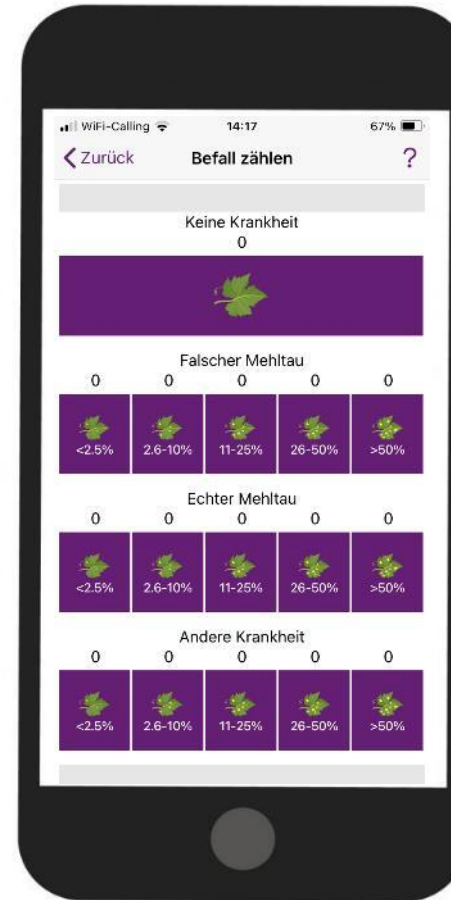 WiFi-Calling 14:17 67%
Zurück Befall zählen ?
Keine Krankheit
0
Falscher Mehltau
0 0 0 0 0
<2.5% 2.6-10% 11-25% 26-50% >50%
Echter Mehltau
0 0 0 0 0
<2.5% 2.6-10% 11-25% 26-50% >50%
Andere Krankheit
0 0 0 0 0
<2.5% 2.6-10% 11-25% 26-50% >50%